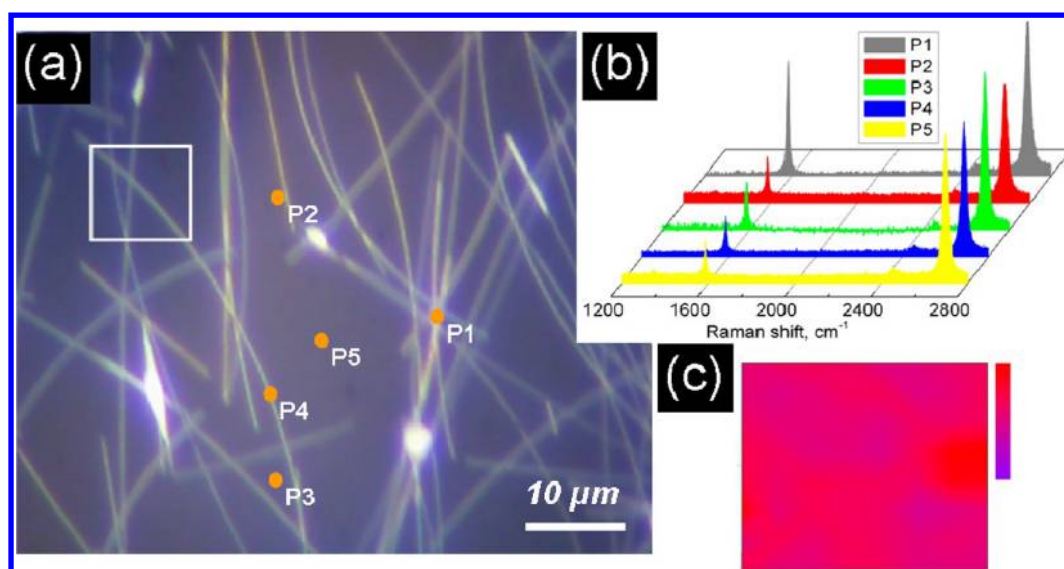 (a)
P2
P1
P5
P4
P3
10 µm
(b)
P1
P2
P3
P4
P5
1200 1600 2000 2400 2800
Raman shift, cm-1
(c)